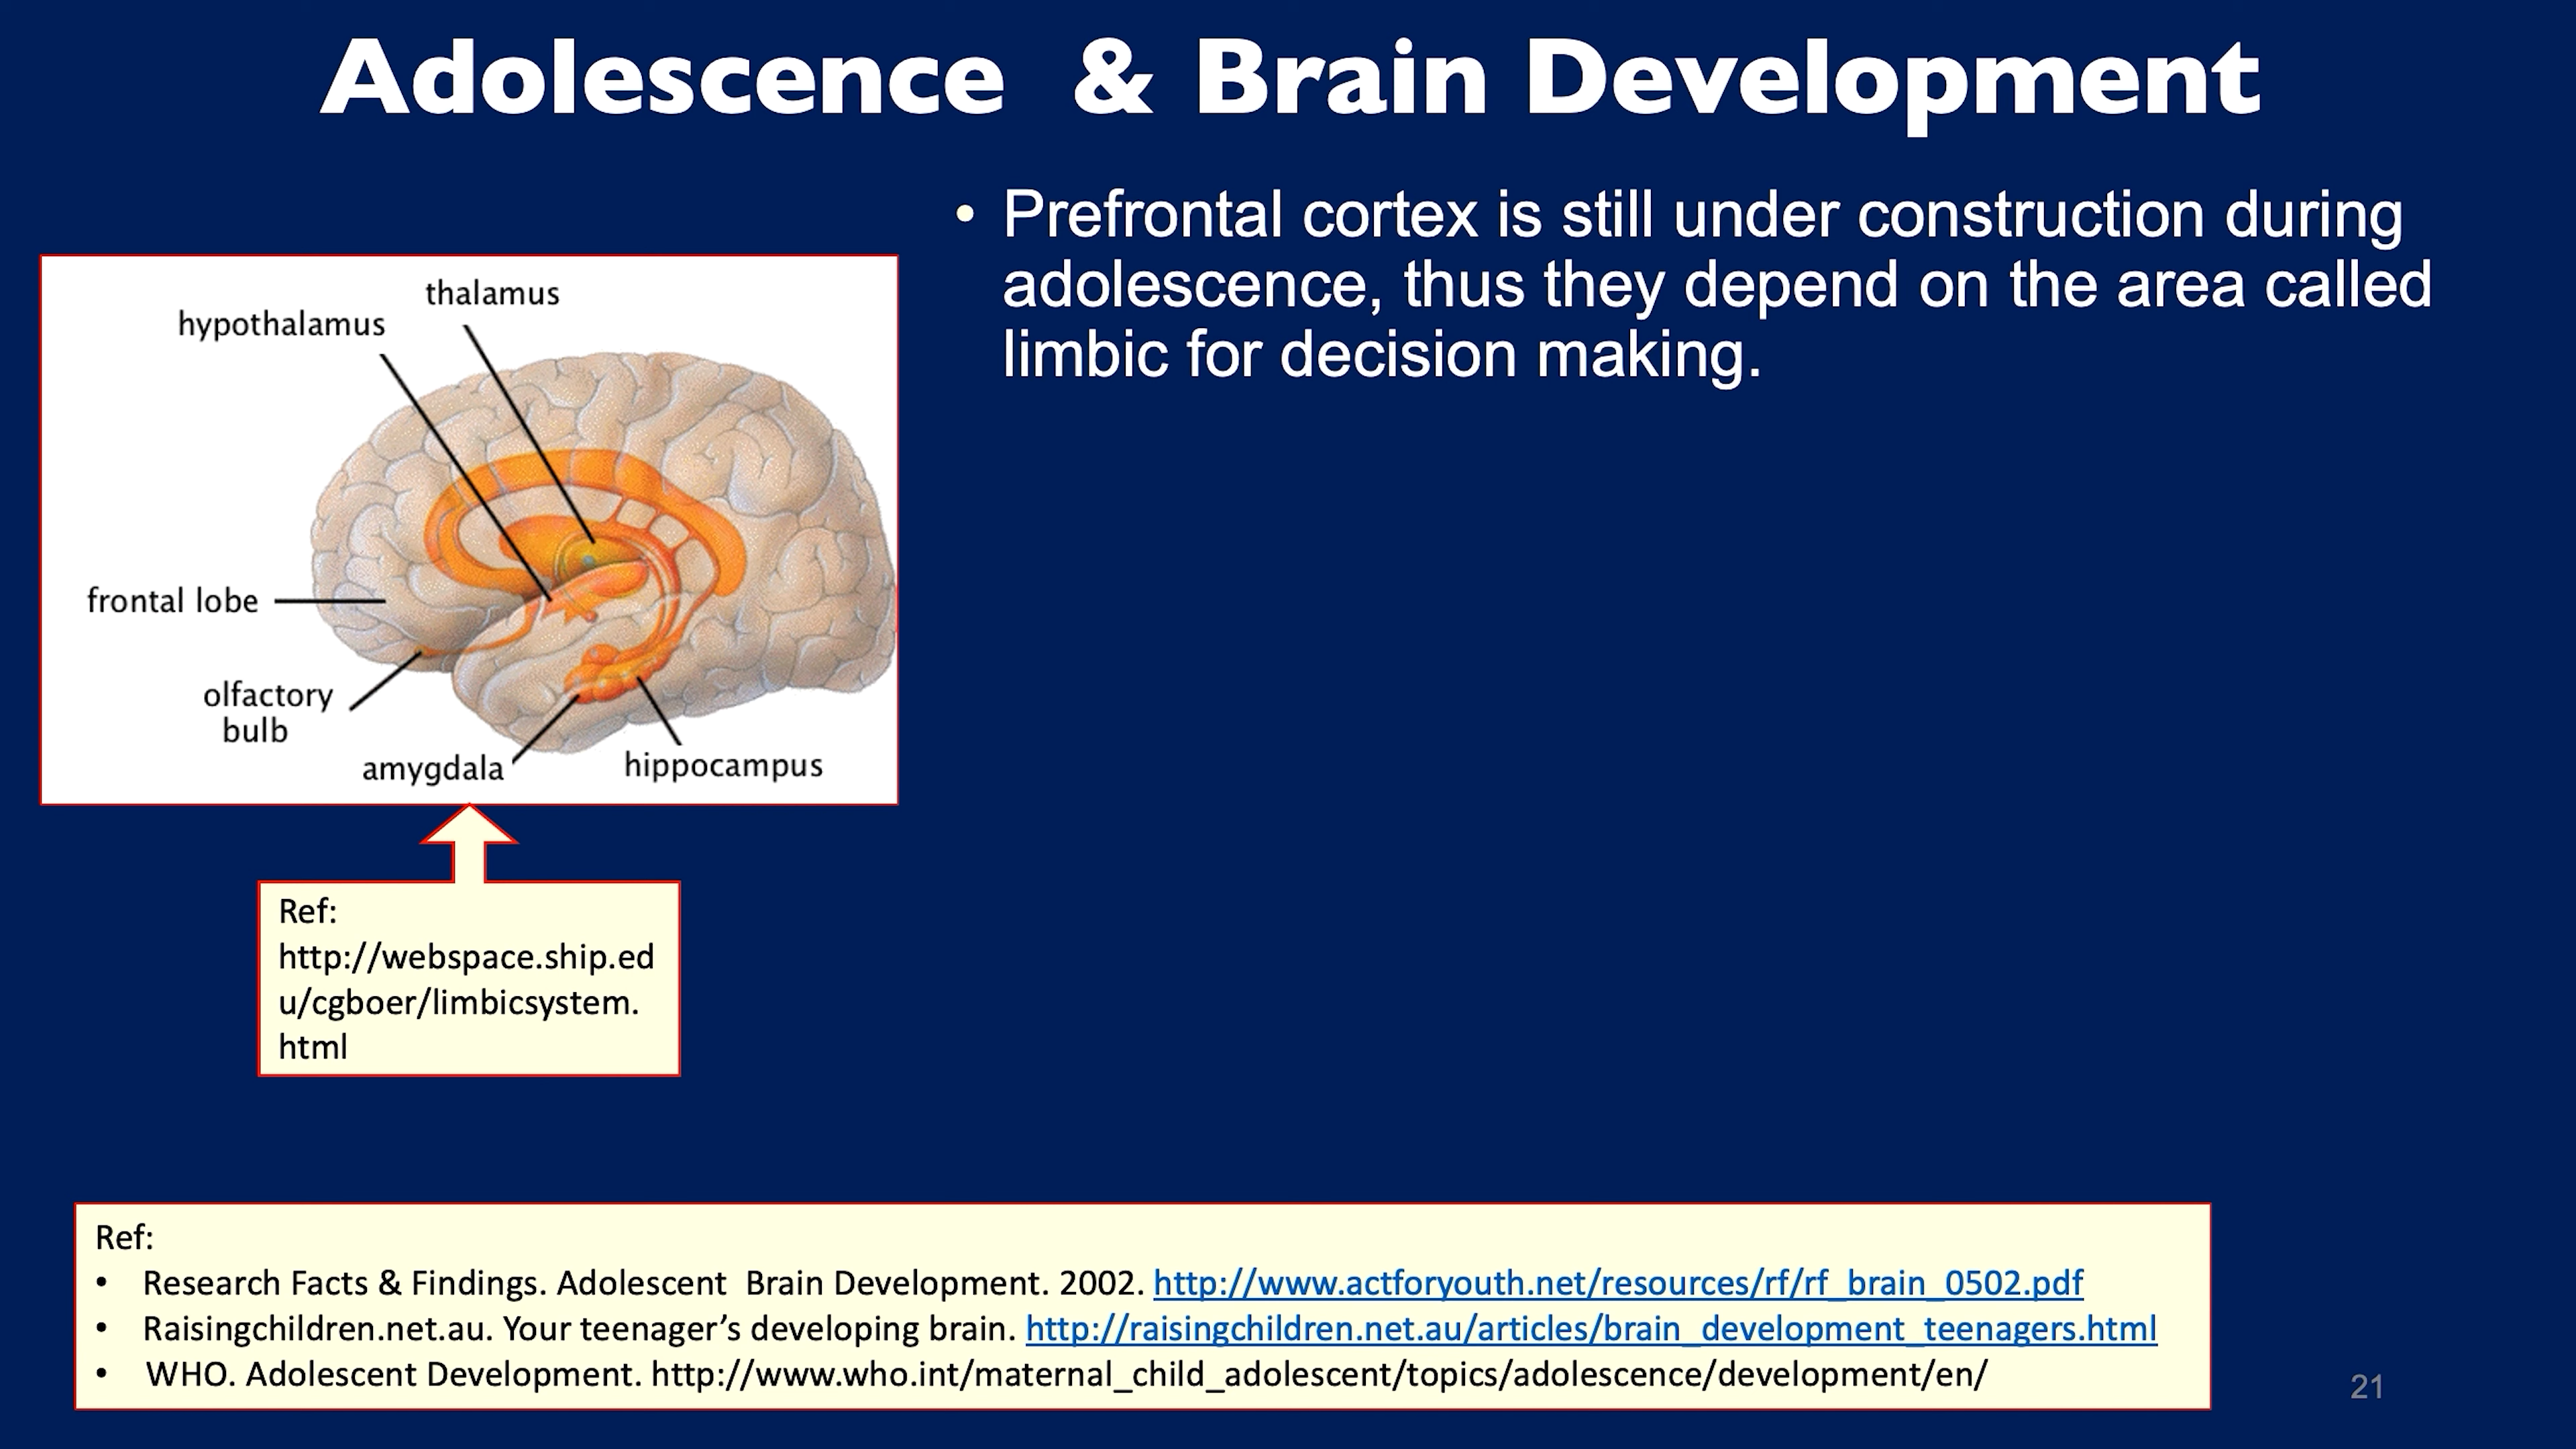 Adolescence  & Brain Development
• Prefrontal cortex is still under construction during
adolescence, thus they depend on the area called
limbic for decision making.
thalamus
hypothalamus
frontal lobe
olfactory
bulb
amygdala
hippocampus
Ref:
http://webspace.ship.ed
u/cgboer/limbicsystem.
html
Ref:
• Research Facts & Findings. Adolescent  Brain Development. 2002. http://www.actforyouth.net/resources/rf/rf_brain_0502.pdf
• Raisingchildren.net.au. Your teenager’s developing brain. http://raisingchildren.net.au/articles/brain_development_teenagers.html
• WHO. Adolescent Development. http://www.who.int/maternal_child_adolescent/topics/adolescence/development/en/
21